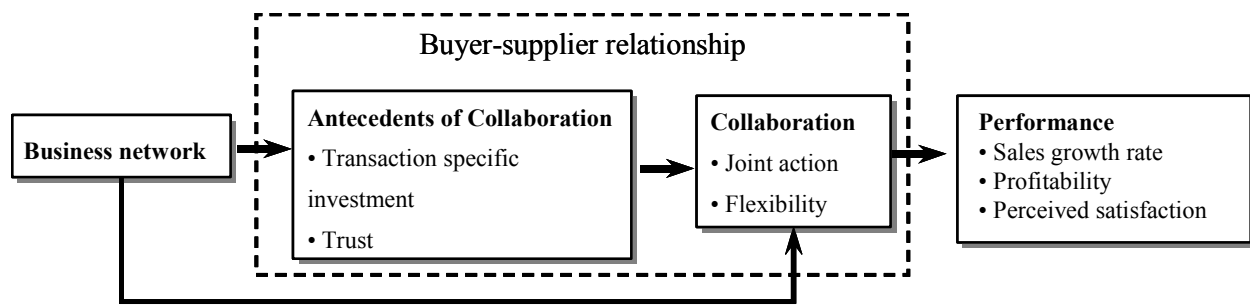 Buyer-supplier relationship
Business network
Antecedents of Collaboration
• Transaction specific
investment
• Trust
Collaboration
• Joint action
• Flexibility
Performance
• Sales growth rate
• Profitability
• Perceived satisfaction